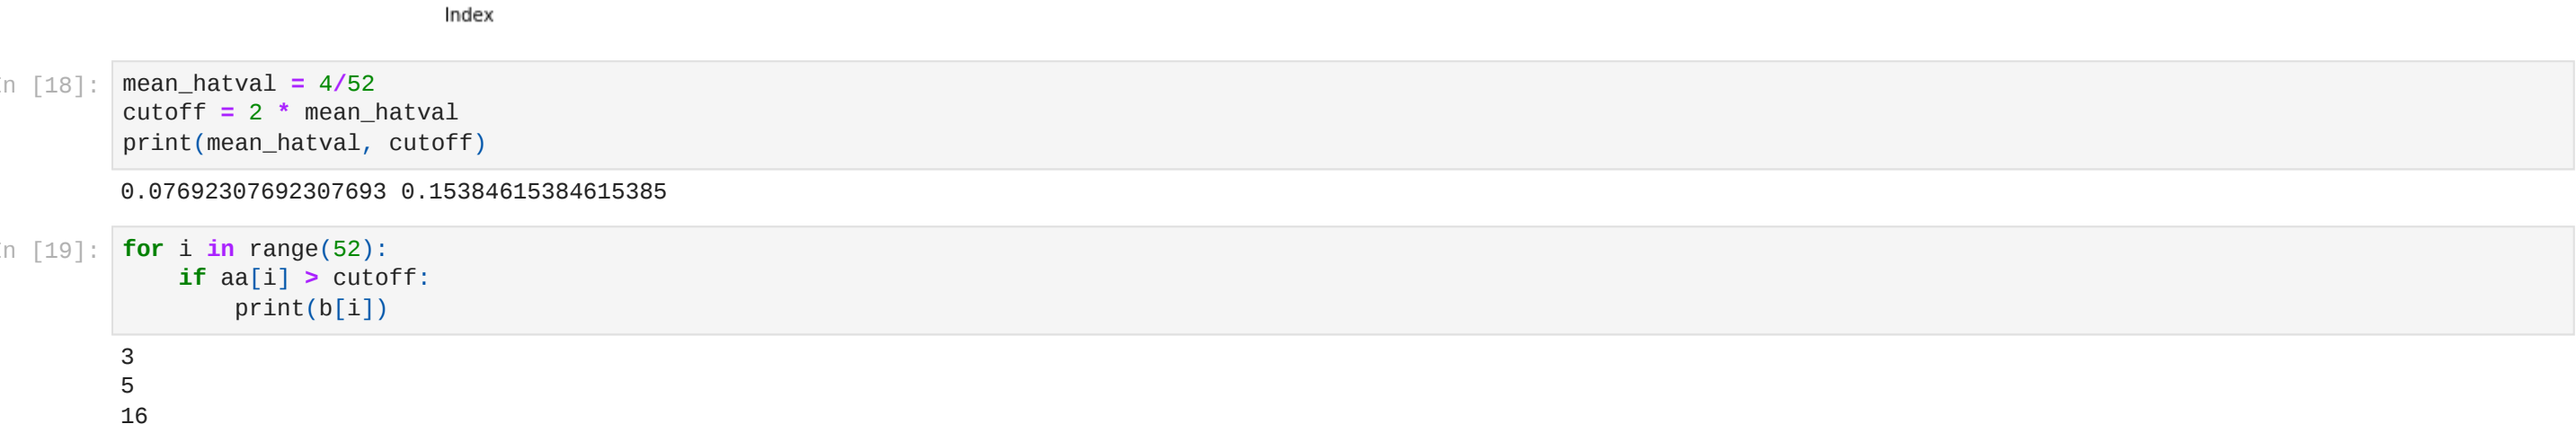 Index
n [18]:
mean_hatval = 4/52
cutoff = 2 * mean_hatval
print(mean_hatval, cutoff)
0.07692307692307693 0.15384615384615385
n [19]:
for i in range(52):
    if aa[i] > cutoff:
        print(b[i])
3
5
16